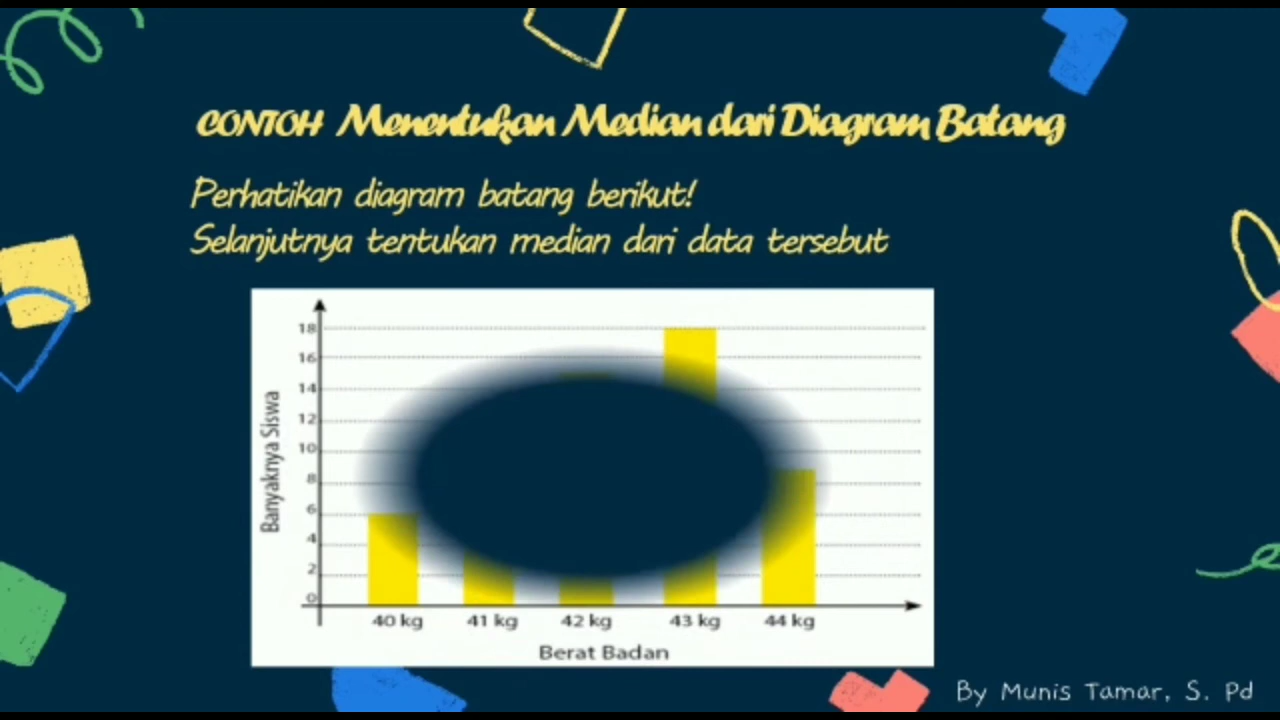 CONTOH Menentukan Median dari Diagram Batang
Perhatikan diagram batang berikut!
Selanjutnya tentukan median dari data tersebut
Banyaknya Siswa
18
16
14
12
10
8
6
4
2
0
40 kg 41 kg 42 kg 43 kg 44 kg
Berat Badan
By Munis Tamar, S. Pd